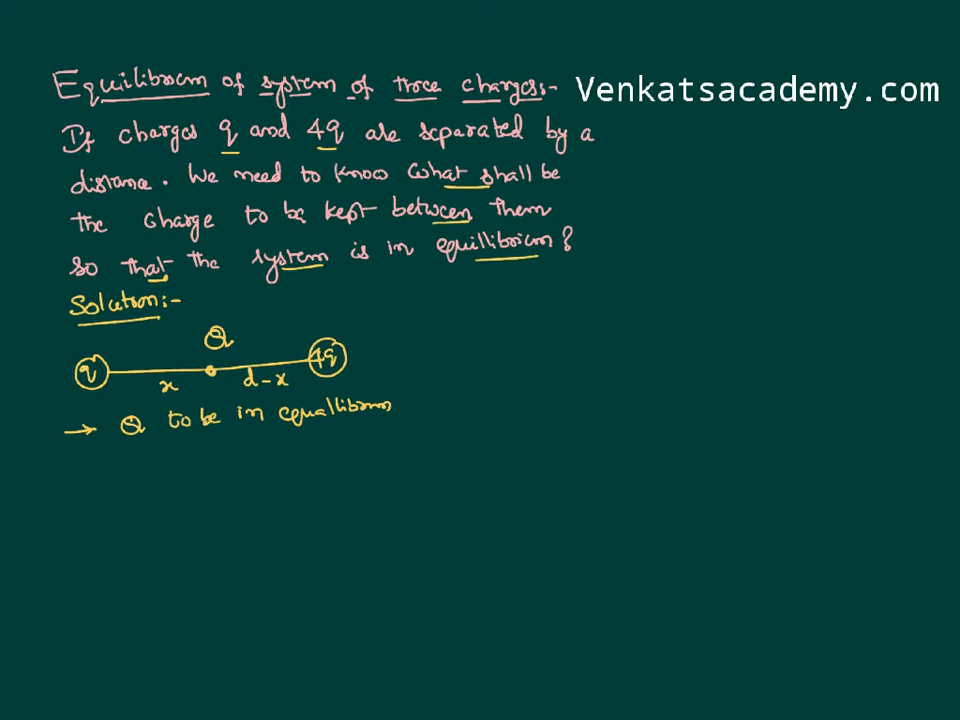 Equilibrium of system of three charges:-
Venkatsacademy.com
If charges q and 4q are separated by a
distance. We need to know what shall be
the charge to be kept between them
so that the system is in equillibrium?
Solution:-
Q
q
4q
x
d-x
→ Q to be in equallibrium